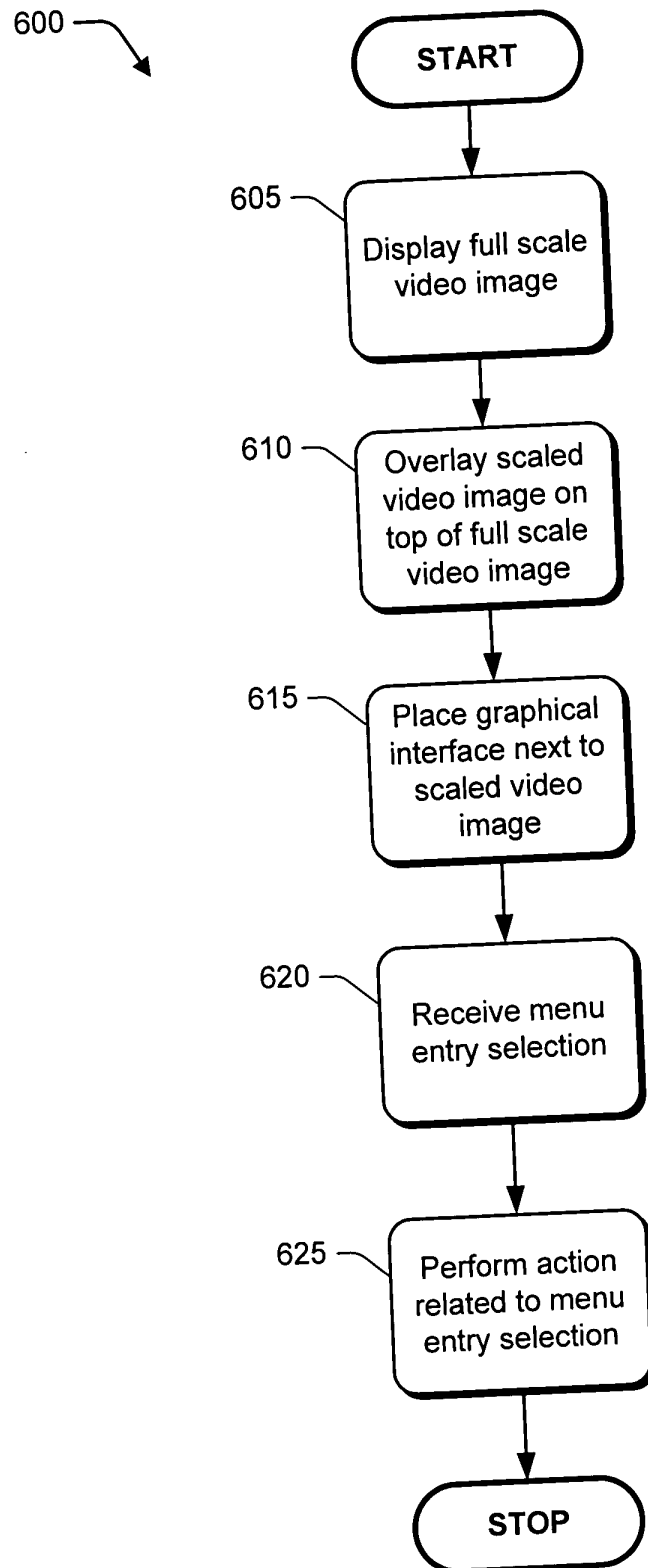 600
START
605
Display full scale
video image
610
Overlay scaled
video image on
top of full scale
video image
615
Place graphical
interface next to
scaled video
image
620
Receive menu
entry selection
625
Perform action
related to menu
entry selection
STOP